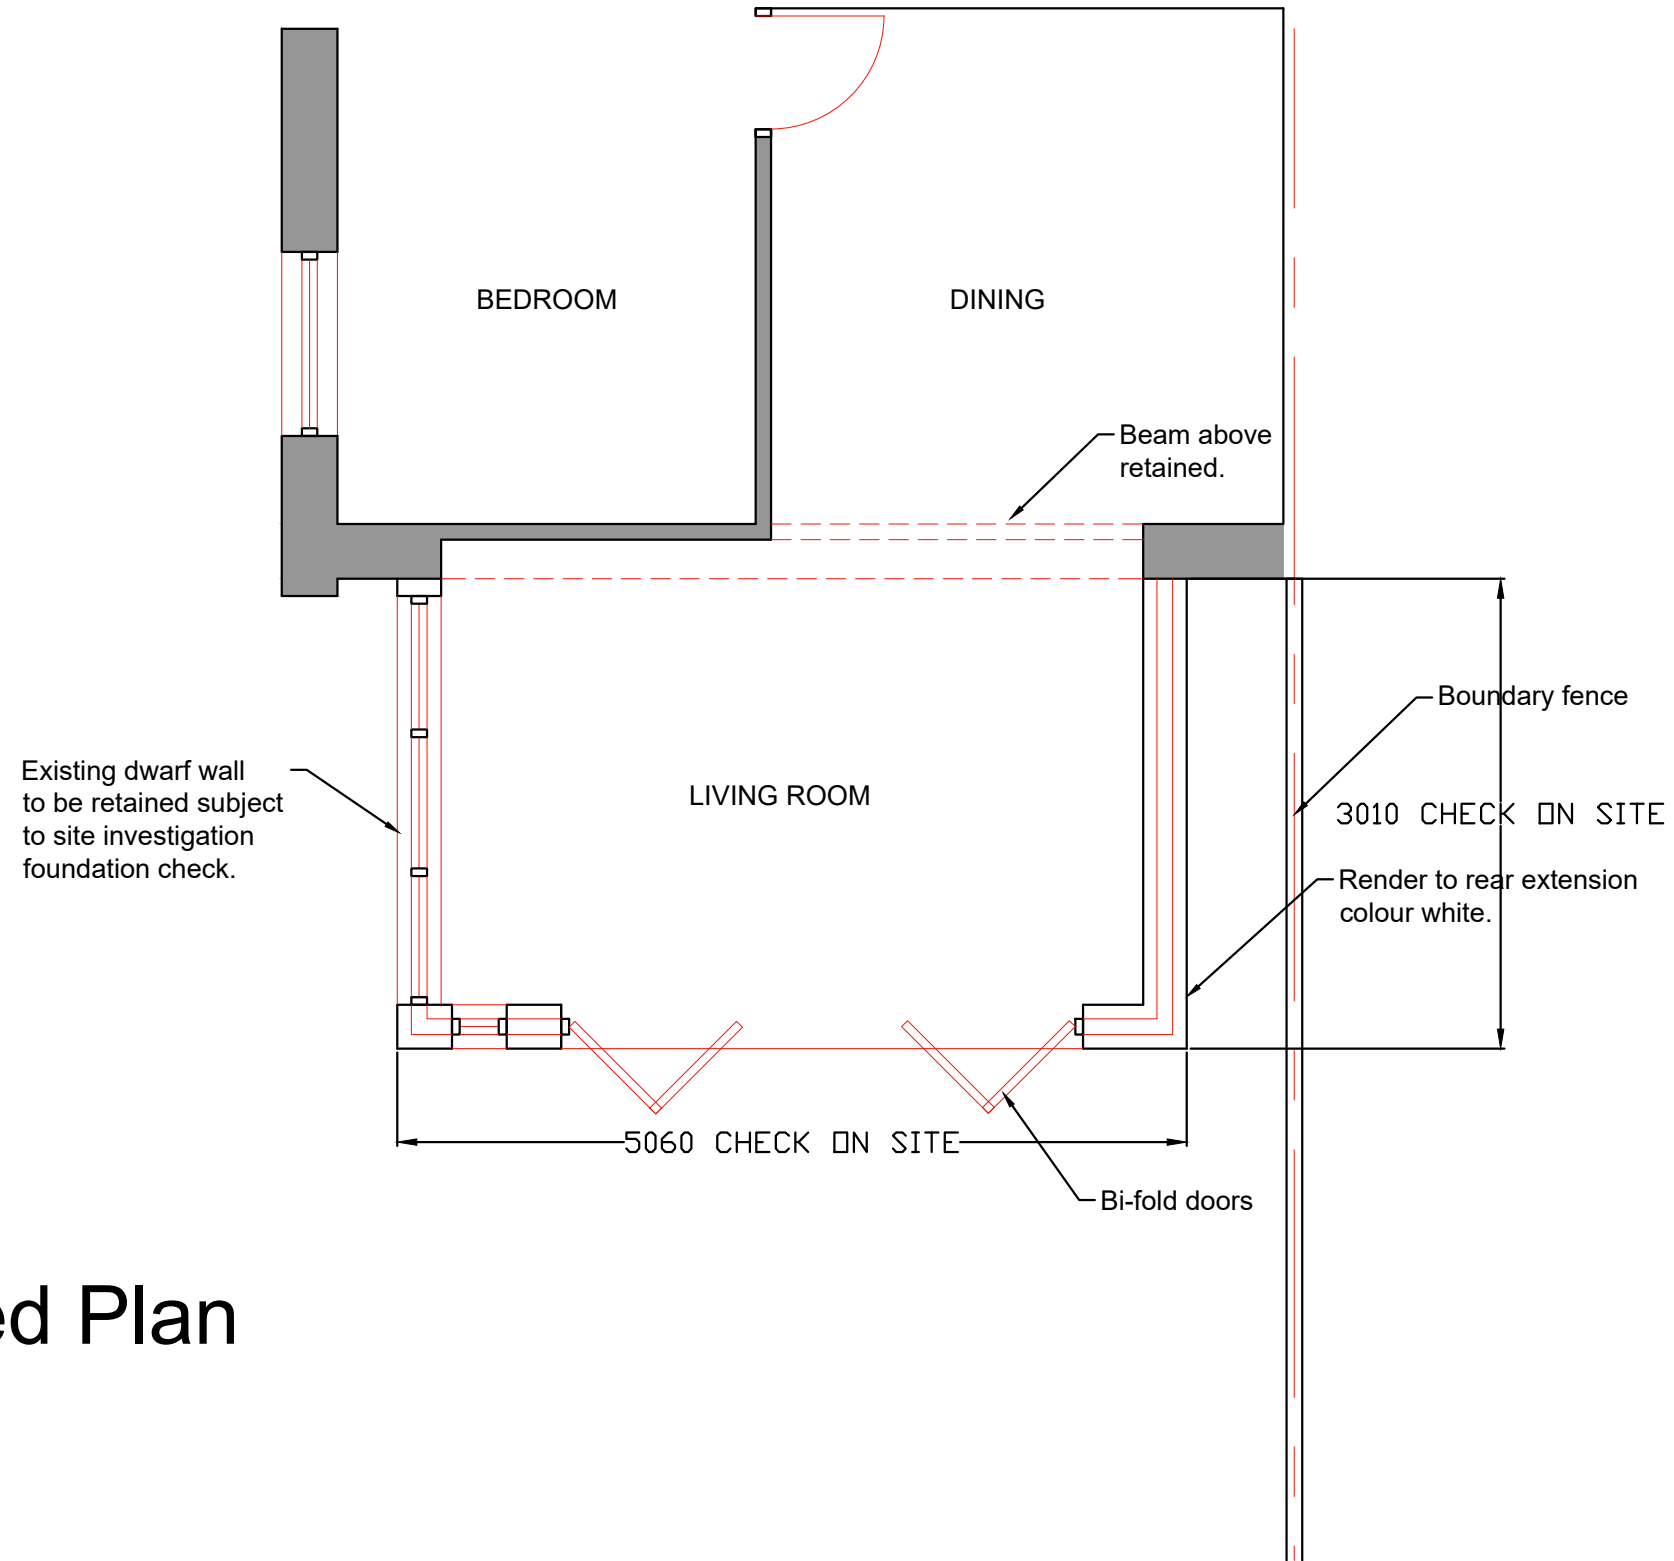 BEDROOM
DINING
Beam above
retained.
Boundary fence
Existing dwarf wall
to be retained subject
to site investigation
foundation check.
LIVING ROOM
3010 CHECK ON SITE
Render to rear extension
colour white.
5060 CHECK ON SITE
Bi-fold doors
ed Plan